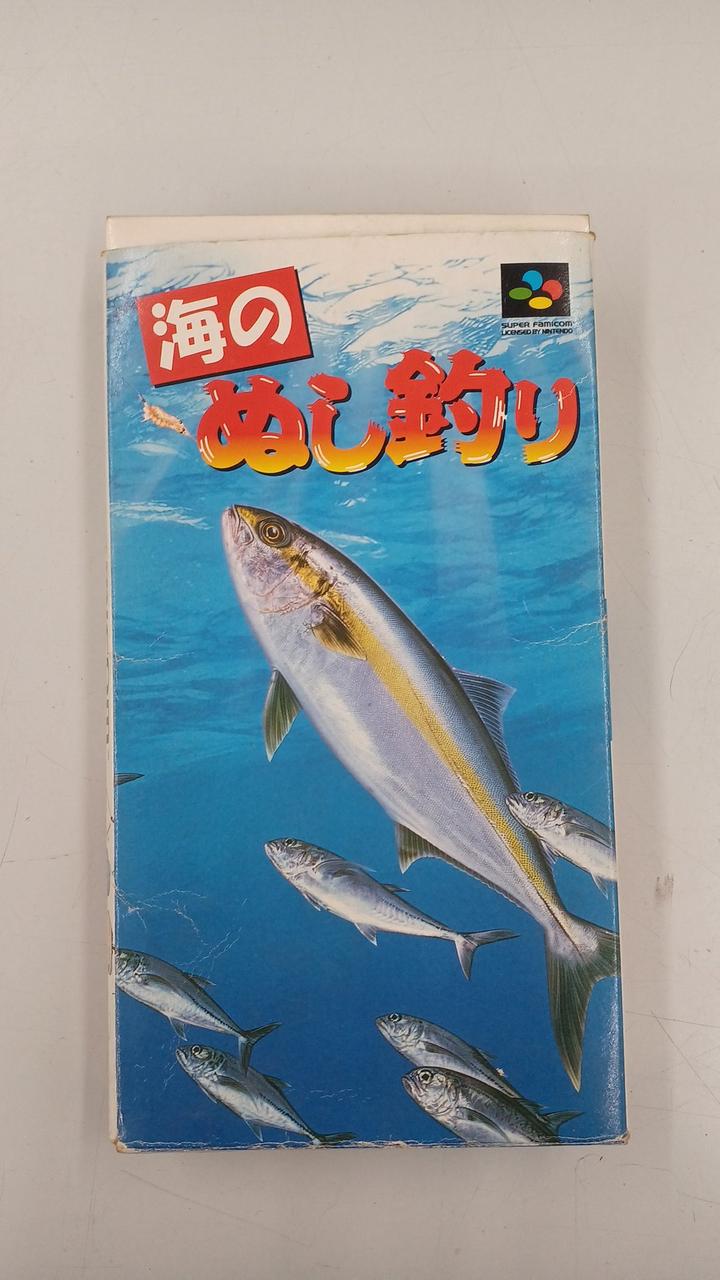 海の
ぬし釣り
SUPER FAMICOM
LICENSED BY NINTENDO